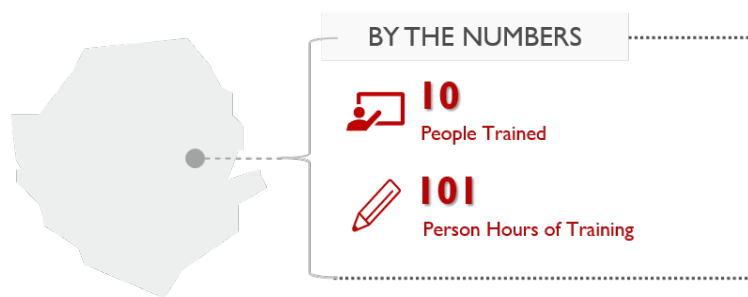 BY THE NUMBERS
10
People Trained
101
Person Hours of Training